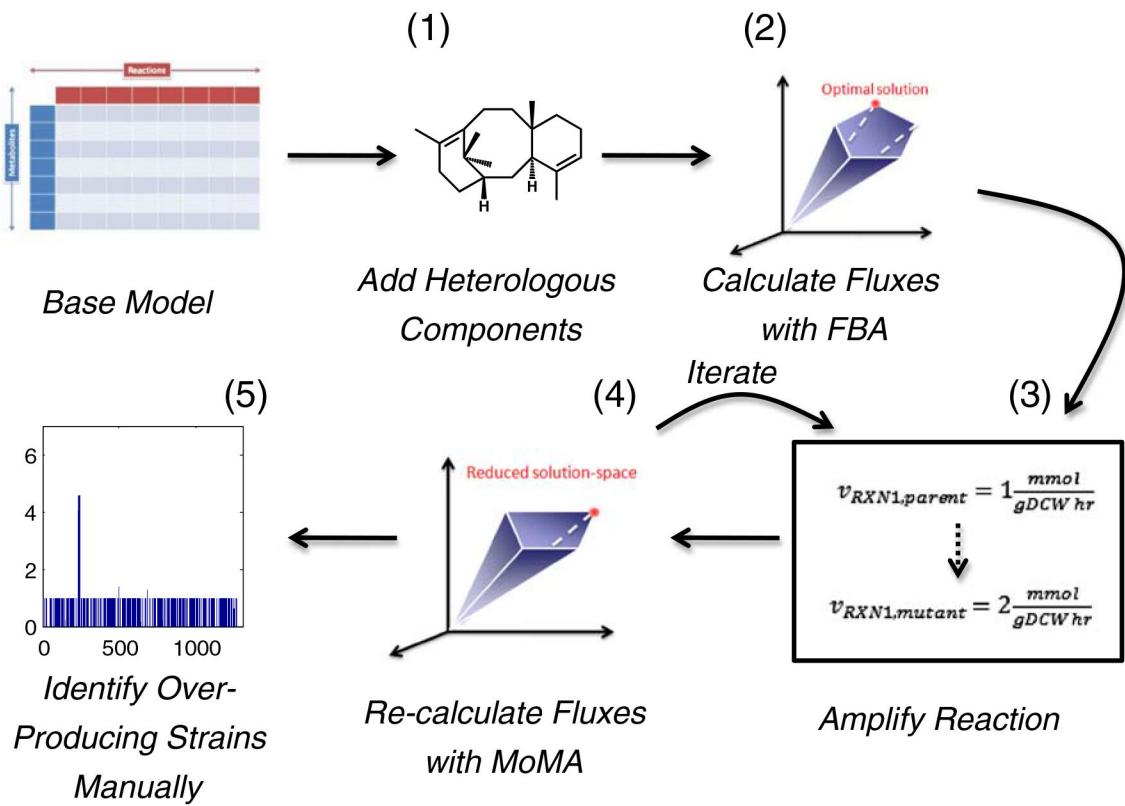 (1)
(2)
Reactions
Metabolites
Optimal solution
H
H
Base Model
Add Heterologous
Components
Calculate Fluxes
with FBA
Iterate
(3)
(4)
(5)
v_RXN1,parent = 1 mmol/gDCW hr
v_RXN1,mutant = 2 mmol/gDCW hr
Amplify Reaction
Reduced solution-space
Re-calculate Fluxes
with MoMA
6
4
2
0
0 500 1000
Identify Over-
Producing Strains
Manually